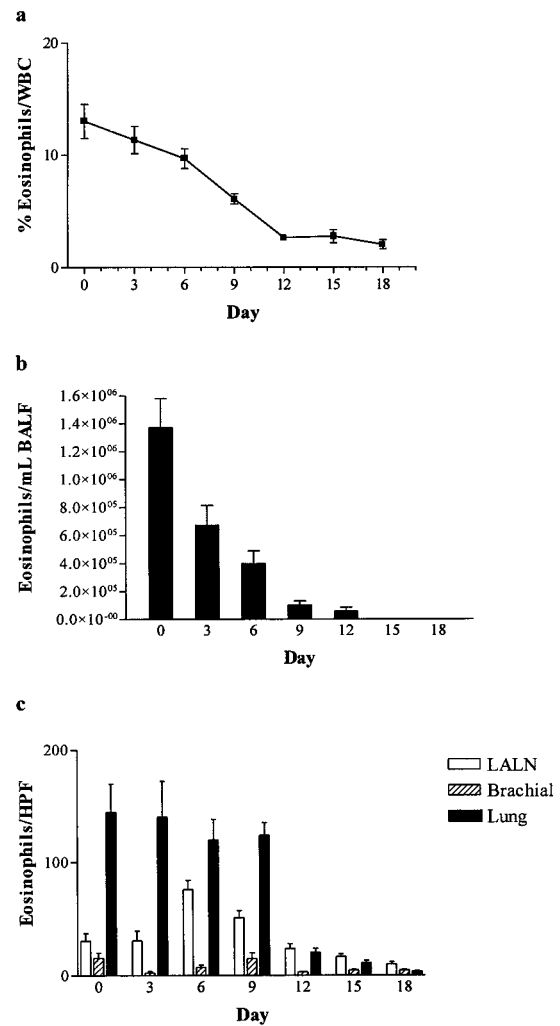 a
% Eosinophils/WBC
20
10
0
0 3 6 9 12 15 18
Day
b
Eosinophils/mL BALF
1.6×10⁰⁶
1.4×10⁰⁶
1.2×10⁰⁶
1.0×10⁰⁶
8.0×10⁰⁵
6.0×10⁰⁵
4.0×10⁰⁵
2.0×10⁰⁵
0.0×10⁻⁰⁰
0 3 6 9 12 15 18
Day
c
Eosinophils/HPF
200
100
0
0 3 6 9 12 15 18
Day
LALN
Brachial
Lung